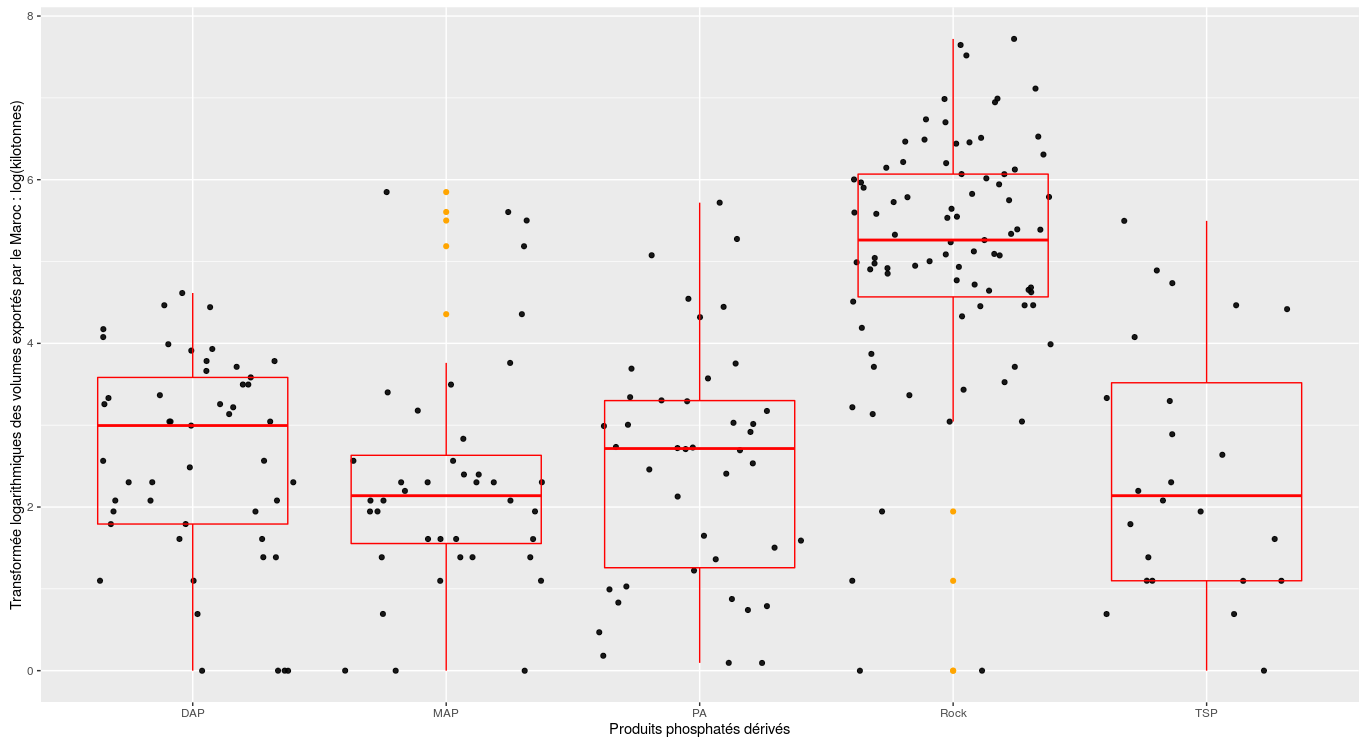 Transformée logarithmiques des volumes exportés par le Maroc : log(kilotonnes)
8
6
4
2
0
DAP
MAP
PA
Rock
TSP
Produits phosphatés dérivés